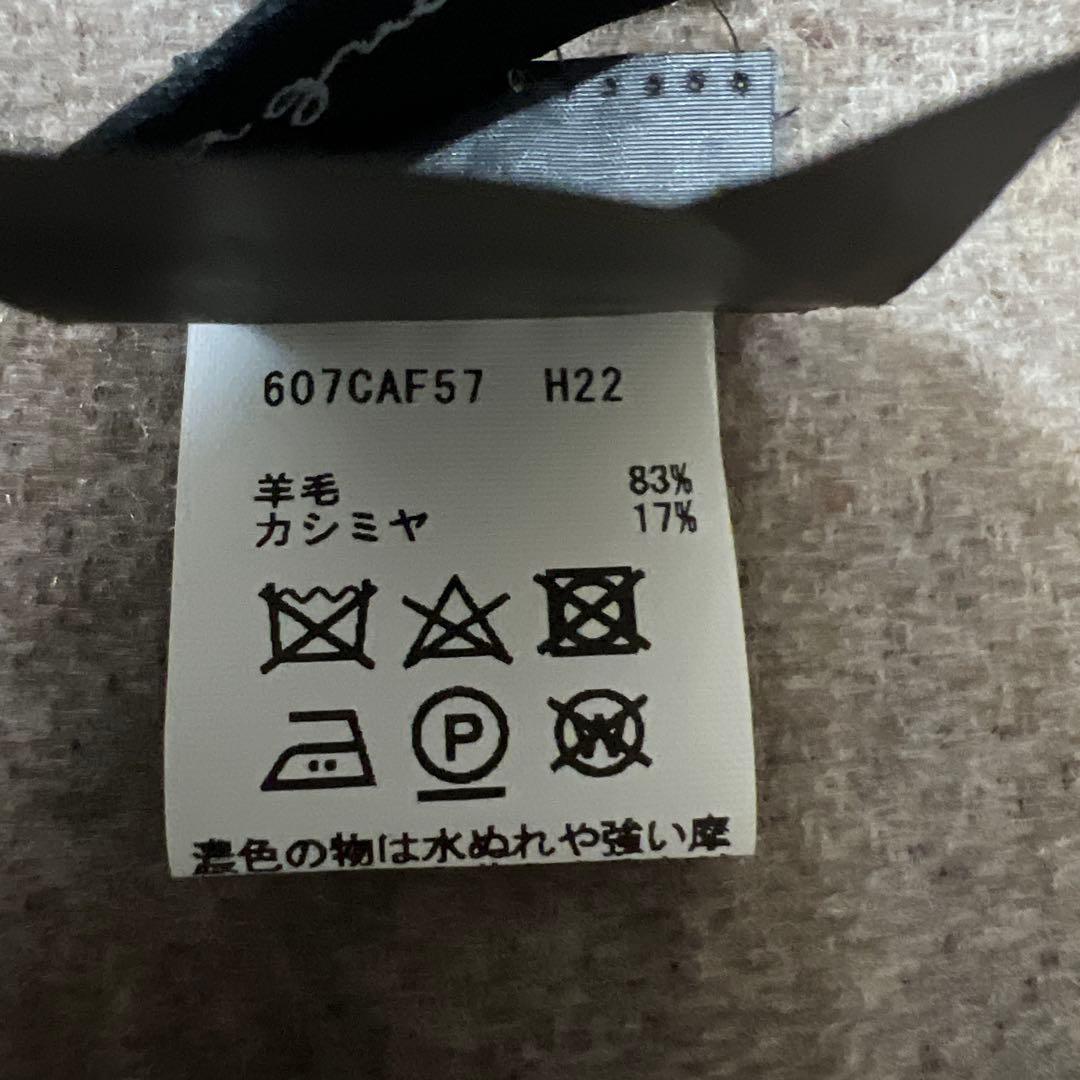 607CAF57 H22
羊毛 83%
カシミヤ 17%
P
W
濃色の物は水ぬれや強い摩